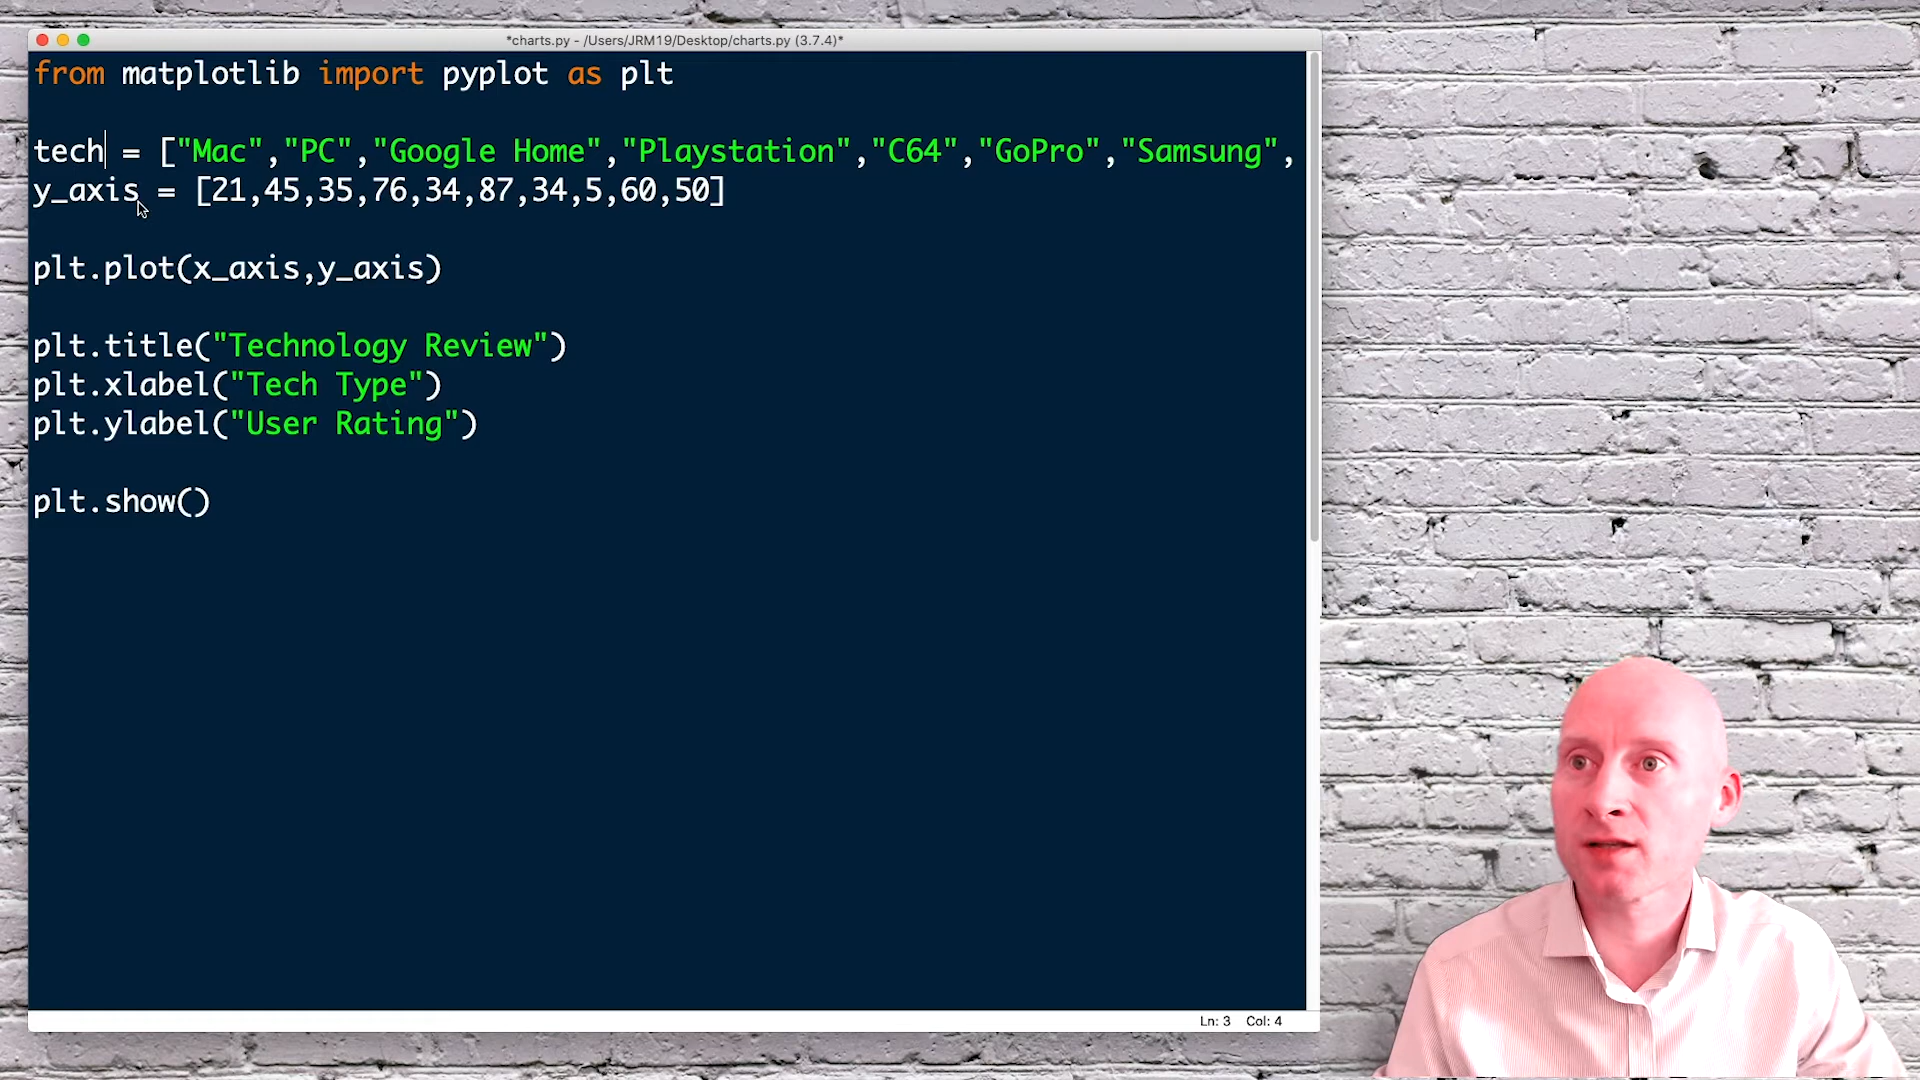 *charts.py - /Users/JRM19/Desktop/charts.py (3.7.4)*
from matplotlib import pyplot as plt
tech = ["Mac","PC","Google Home","Playstation","C64","GoPro","Samsung",
y_axis = [21,45,35,76,34,87,34,5,60,50]
plt.plot(x_axis,y_axis)
plt.title("Technology Review")
plt.xlabel("Tech Type")
plt.ylabel("User Rating")
plt.show()
Ln: 3 Col: 4